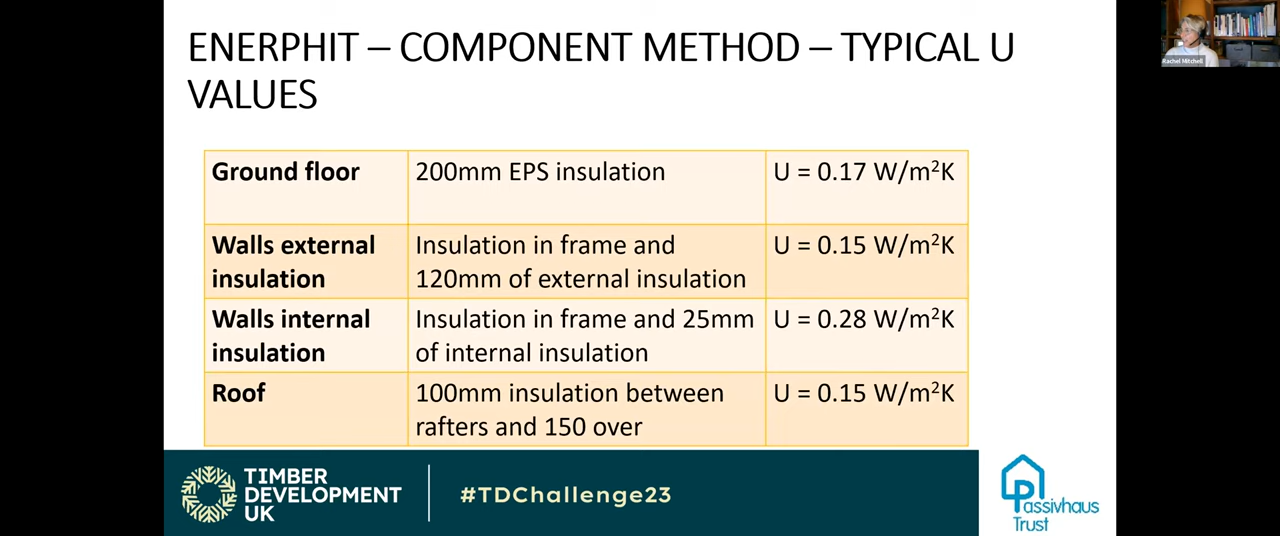 ENERPHIT – COMPONENT METHOD – TYPICAL U
VALUES
Rachel Mitchell
Ground floor
200mm EPS insulation
U = 0.17 W/m²K
Walls external
insulation
Insulation in frame and
120mm of external insulation
U = 0.15 W/m²K
Walls internal
insulation
Insulation in frame and 25mm
of internal insulation
U = 0.28 W/m²K
Roof
100mm insulation between
rafters and 150 over
U = 0.15 W/m²K
TIMBER
DEVELOPMENT
UK
#TDChallenge23
Passivhaus
Trust